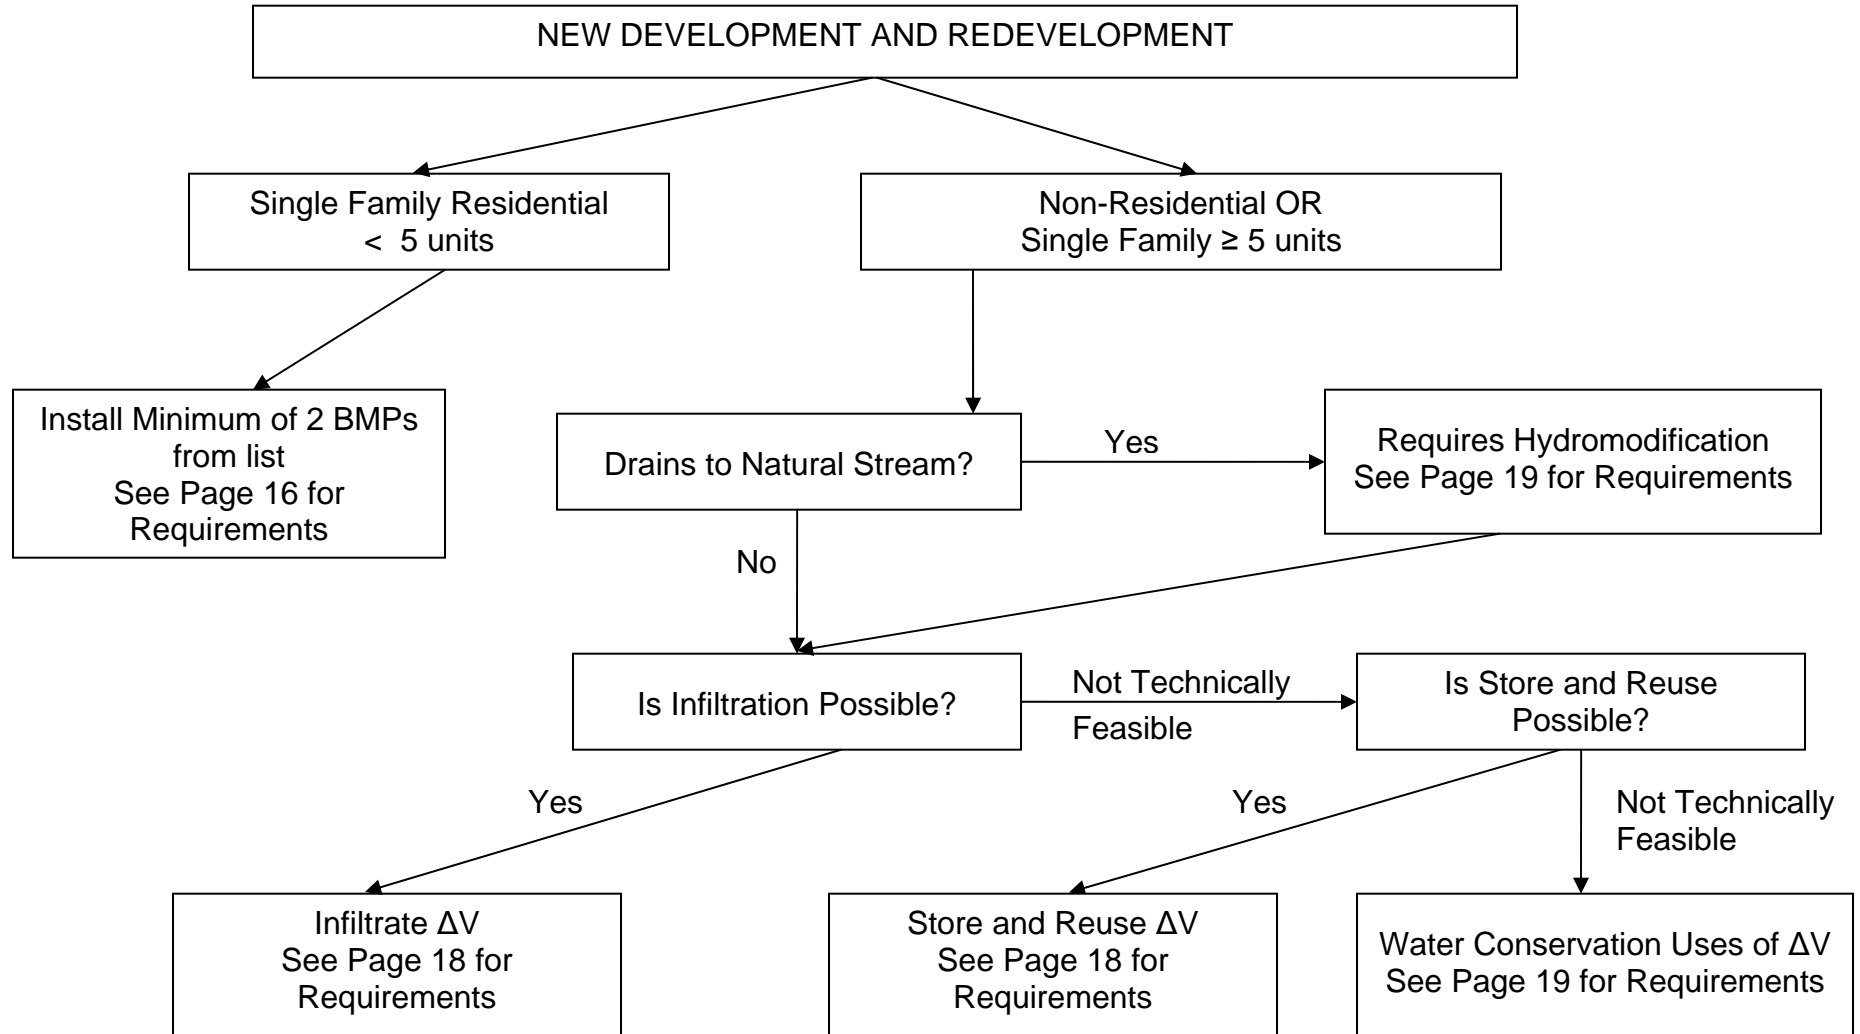 NEW DEVELOPMENT AND REDEVELOPMENT
Single Family Residential
< 5 units
Non-Residential OR
Single Family ≥ 5 units
Install Minimum of 2 BMPs
from list
See Page 16 for
Requirements
Drains to Natural Stream?
Yes
Requires Hydromodification
See Page 19 for Requirements
No
Is Infiltration Possible?
Not Technically
Feasible
Is Store and Reuse
Possible?
Yes
Yes
Not Technically
Feasible
Infiltrate ΔV
See Page 18 for
Requirements
Store and Reuse ΔV
See Page 18 for
Requirements
Water Conservation Uses of ΔV
See Page 19 for Requirements